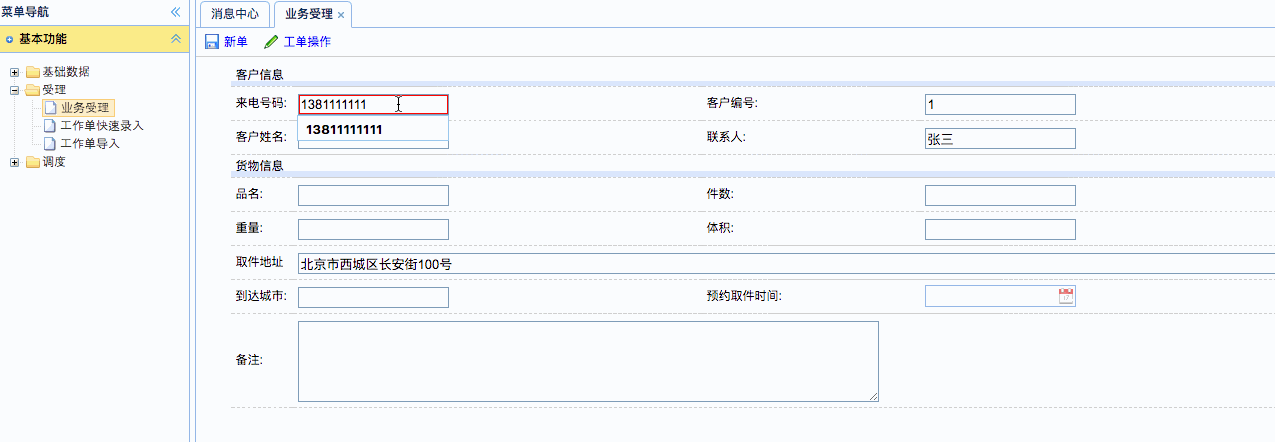 菜单导航
基本功能
基础数据
受理
业务受理
工作单快速录入
工作单导入
调度
消息中心
业务受理
新单
工单操作
客户信息
来电号码: 1381111111
客户编号: 1
13811111111
客户姓名:
联系人: 张三
货物信息
品名:
件数:
重量:
体积:
取件地址 北京市西城区长安街100号
到达城市:
预约取件时间:
备注: